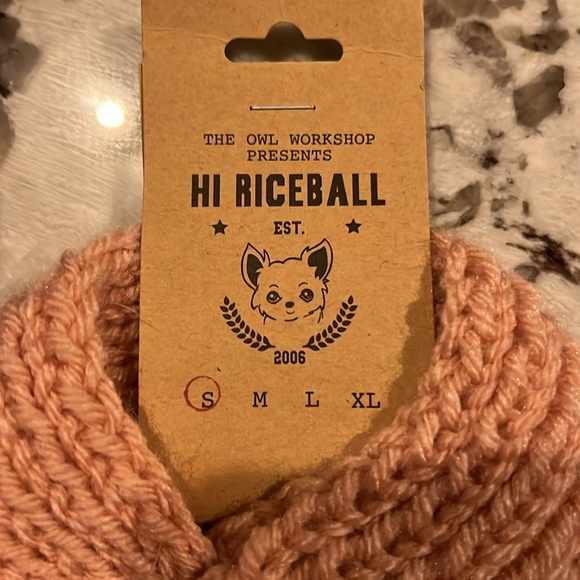 THE OWL WORKSHOP
PRESENTS
HI RICEBALL
EST.
2006
S M L XL